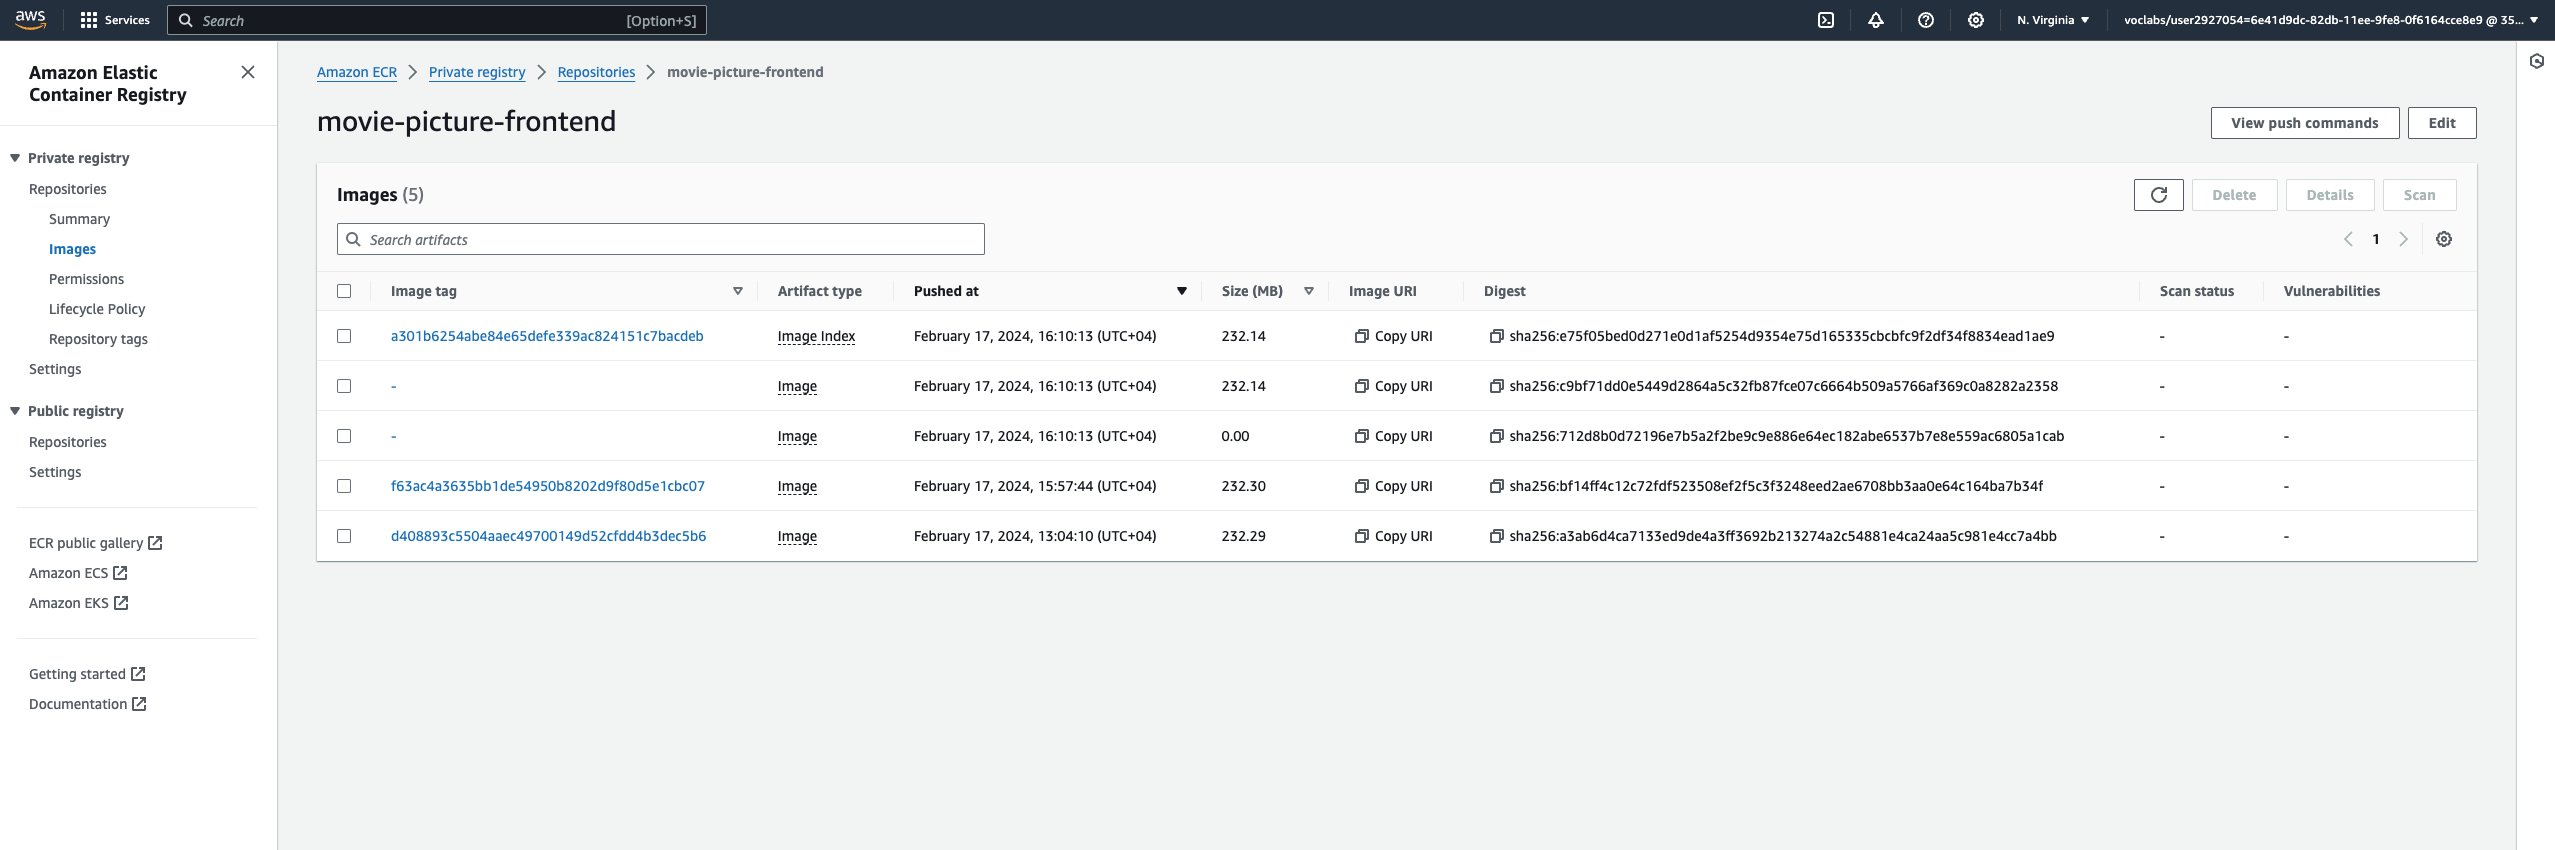 aws
Services
Search
[Option+S]
N. Virginia
voclabs/user2927054=6e41d9dc-82db-11ee-9fe8-0f6164cce8e9 @ 35...
Amazon Elastic
Container Registry
Private registry
Repositories
Summary
Images
Permissions
Lifecycle Policy
Repository tags
Settings
Public registry
Repositories
Settings
ECR public gallery
Amazon ECS
Amazon EKS
Getting started
Documentation
Amazon ECR > Private registry > Repositories > movie-picture-frontend
movie-picture-frontend
View push commands
Edit
Images (5)
Delete
Details
Scan
Search artifacts
1
Image tag Artifact type Pushed at Size (MB) Image URI Digest Scan status Vulnerabilities
a301b6254abe84e65defe339ac824151c7bacdeb Image Index February 17, 2024, 16:10:13 (UTC+04) 232.14 Copy URI sha256:e75f05bed0d271e0d1af5254d9354e75d165335cbcbfc9f2df34f8834ead1ae9 - -
- Image February 17, 2024, 16:10:13 (UTC+04) 232.14 Copy URI sha256:c9bf71dd0e5449d2864a5c32fb87fce07c6664b509a5766af369c0a8282a2358 - -
- Image February 17, 2024, 16:10:13 (UTC+04) 0.00 Copy URI sha256:712d8b0d72196e7b5a2f2be9c9e886e64ec182abe6537b7e8e559ac6805a1cab - -
f63ac4a3635bb1de54950b8202d9f80d5e1cbc07 Image February 17, 2024, 15:57:44 (UTC+04) 232.30 Copy URI sha256:bf14ff4c12c72fdf523508ef2f5c3f3248eed2ae6708bb3aa0e64c164ba7b34f - -
d408893c5504aaec49700149d52cfdd4b3dec5b6 Image February 17, 2024, 13:04:10 (UTC+04) 232.29 Copy URI sha256:a3ab6d4ca7133ed9de4a3ff3692b213274a2c54881e4ca24aa5c981e4cc7a4bb - -